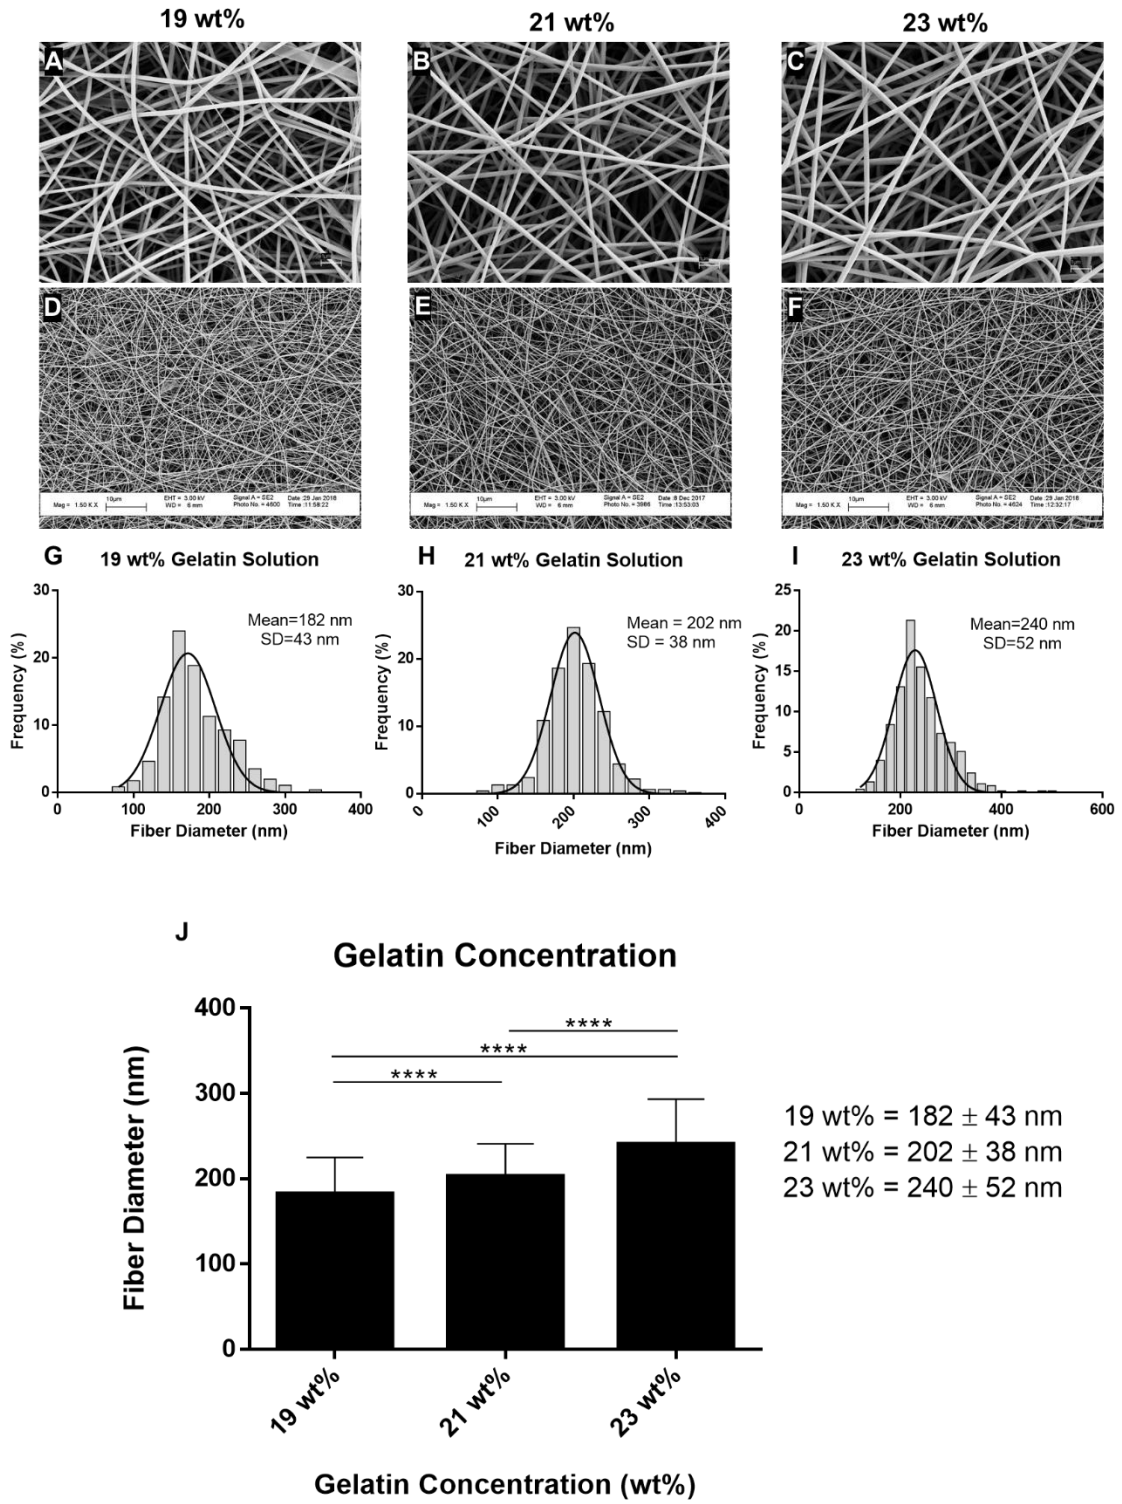 19 wt%
21 wt%
23 wt%
A
B
C
D
E
F
Mag = 1.50 K X
10µm
EHT = 3.00 kV
WD = 6 mm
Signal A = SE2
Photo No. = 4600
Date :29 Jan 2018
Time :11:58:22
Mag = 1.50 K X
10µm
EHT = 3.00 kV
WD = 6 mm
Signal A = SE2
Photo No. = 3986
Date :8 Dec 2017
Time :13:53:03
Mag = 1.50 K X
10µm
EHT = 3.00 kV
WD = 6 mm
Signal A = SE2
Photo No. = 4624
Date :29 Jan 2018
Time :12:32:17
G
19 wt% Gelatin Solution
Mean=182 nm
SD=43 nm
Frequency (%)
30
20
10
0
0
100
200
300
400
Fiber Diameter (nm)
H
21 wt% Gelatin Solution
Mean = 202 nm
SD = 38 nm
Frequency (%)
30
20
10
0
0
100
200
300
400
Fiber Diameter (nm)
I
23 wt% Gelatin Solution
Mean=240 nm
SD=52 nm
Frequency (%)
25
20
15
10
5
0
0
200
400
600
Fiber Diameter (nm)
J
Gelatin Concentration
****
****
****
Fiber Diameter (nm)
400
300
200
100
0
19 wt%
21 wt%
23 wt%
Gelatin Concentration (wt%)
19 wt% = 182 ± 43 nm
21 wt% = 202 ± 38 nm
23 wt% = 240 ± 52 nm